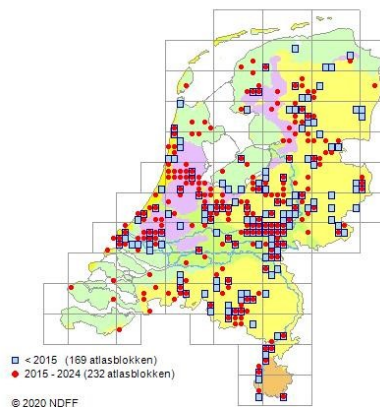 < 2015 (169 atlasblokken)
2015 - 2024 (232 atlasblokken)
© 2020 NDFF